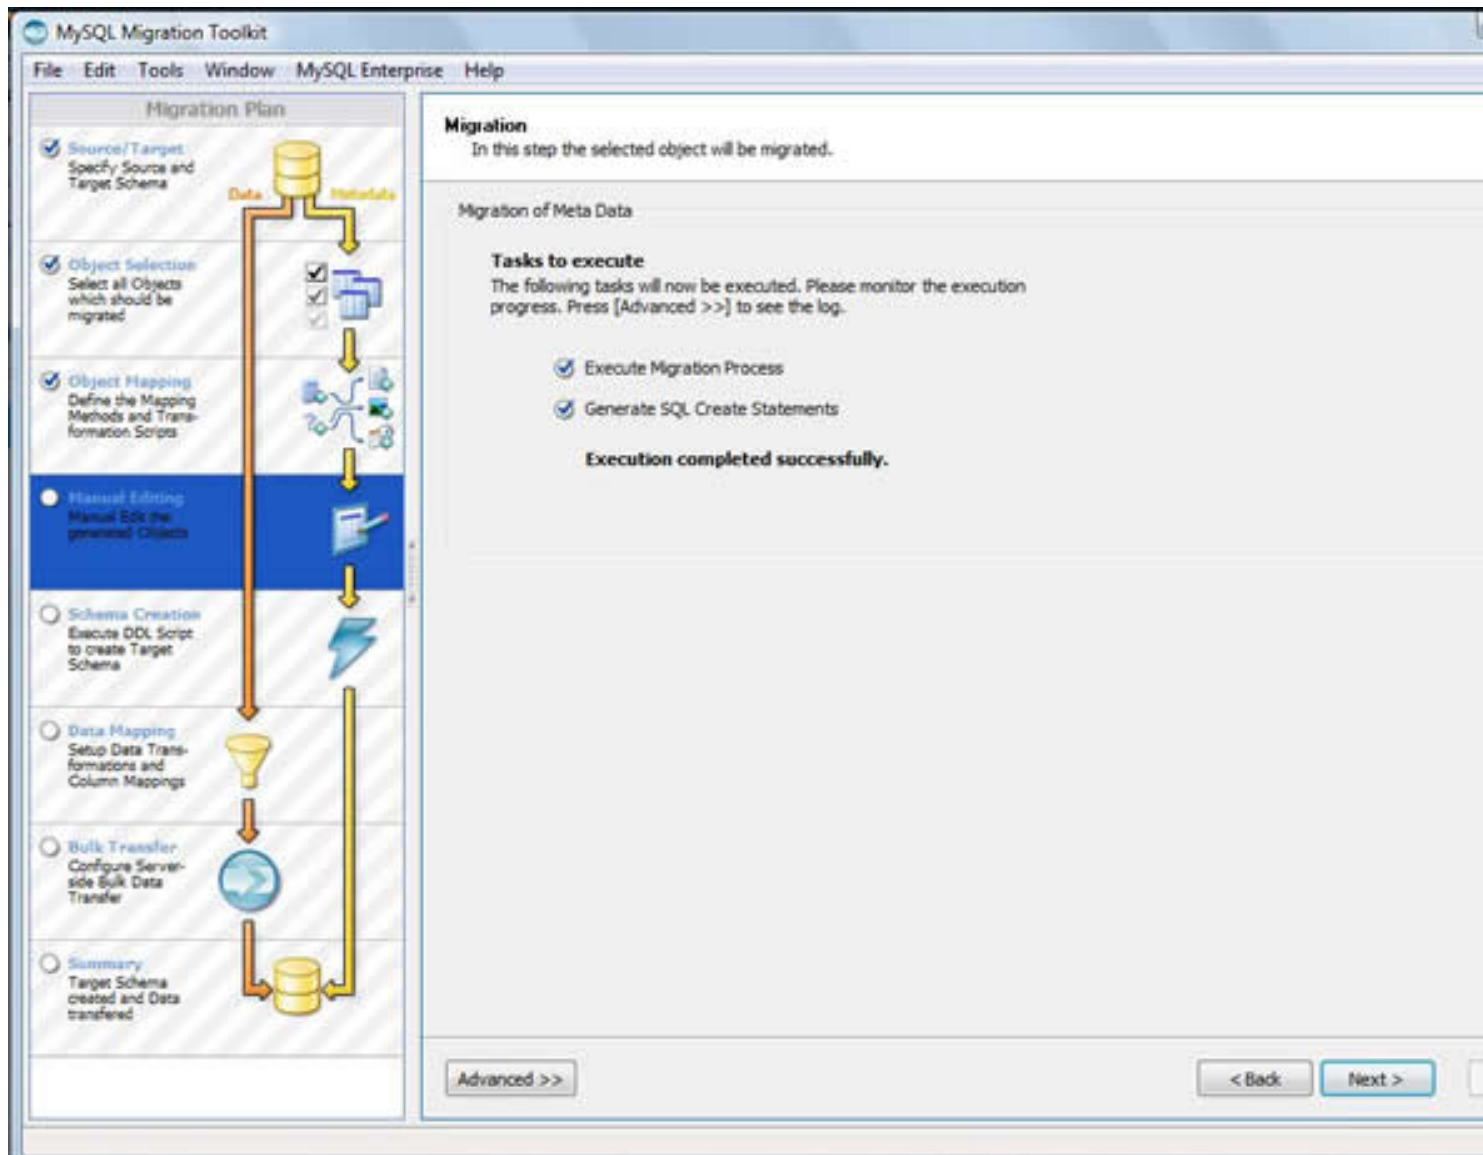 MySQL Migration Toolkit
File Edit Tools Window MySQL Enterprise Help
Migration Plan
Source/Target
Specify Source and
Target Schema
Data
Metadata
Object Selection
Select all Objects
which should be
migrated
Object Mapping
Define the Mapping
Methods and Trans-
formation Scripts
Manual Editing
Manual Edit the
generated Objects
Schema Creation
Execute DDL Script
to create Target
Schema
Data Mapping
Setup Data Trans-
formations and
Column Mappings
Bulk Transfer
Configure Server-
side Bulk Data
Transfer
Summary
Target Schema
created and Data
transfered
Migration
In this step the selected object will be migrated.
Migration of Meta Data
Tasks to execute
The following tasks will now be executed. Please monitor the execution
progress. Press [Advanced >>] to see the log.
Execute Migration Process
Generate SQL Create Statements
Execution completed successfully.
Advanced >>
< Back
Next >